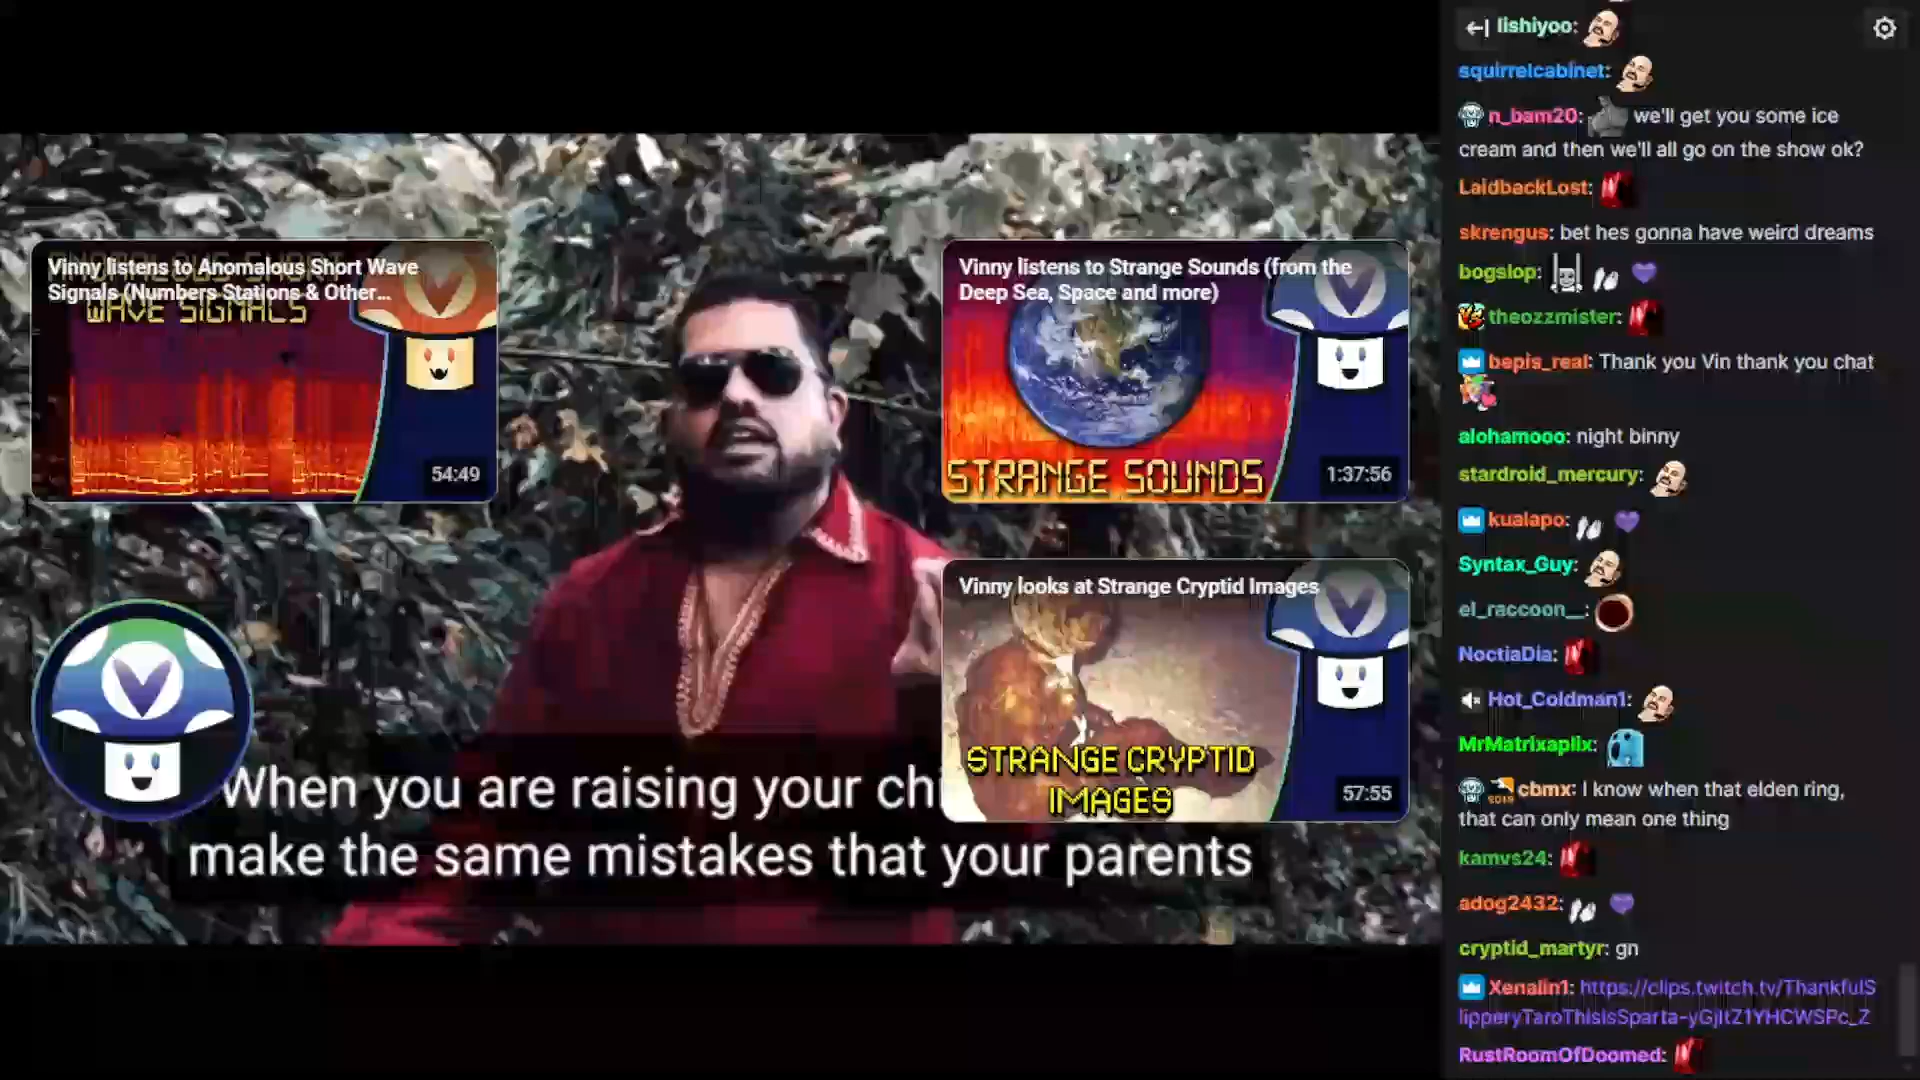 Vinny listens to Anomalous Short Wave
Signals (Numbers Stations & Other...
WAVE SIGNALS
54:49
Vinny listens to Strange Sounds (from the
Deep Sea, Space and more)
STRANGE SOUNDS
1:37:56
Vinny looks at Strange Cryptid Images
STRANGE CRYPTID
IMAGES
57:55
When you are raising your chi
make the same mistakes that your parents
lishiyoo:
squirrelcabinet:
n_bam20: we'll get you some ice
cream and then we'll all go on the show ok?
LaidbackLost:
skrengus: bet hes gonna have weird dreams
bogslop:
theozzmister:
bepis_real: Thank you Vin thank you chat
alohamooo: night binny
stardroid_mercury:
kualapo:
Syntax_Guy:
el_raccoon__:
NoctiaDia:
Hot_Coldman1:
MrMatrixaplix:
cbmx: I know when that elden ring,
that can only mean one thing
kamvs24:
adog2432:
cryptid_martyr: gn
Xenalin1: https://clips.twitch.tv/ThankfulS
lipperyTaroThisIsSparta-yGjItZ1YHCWSPc_Z
RustRoomOfDoomed: